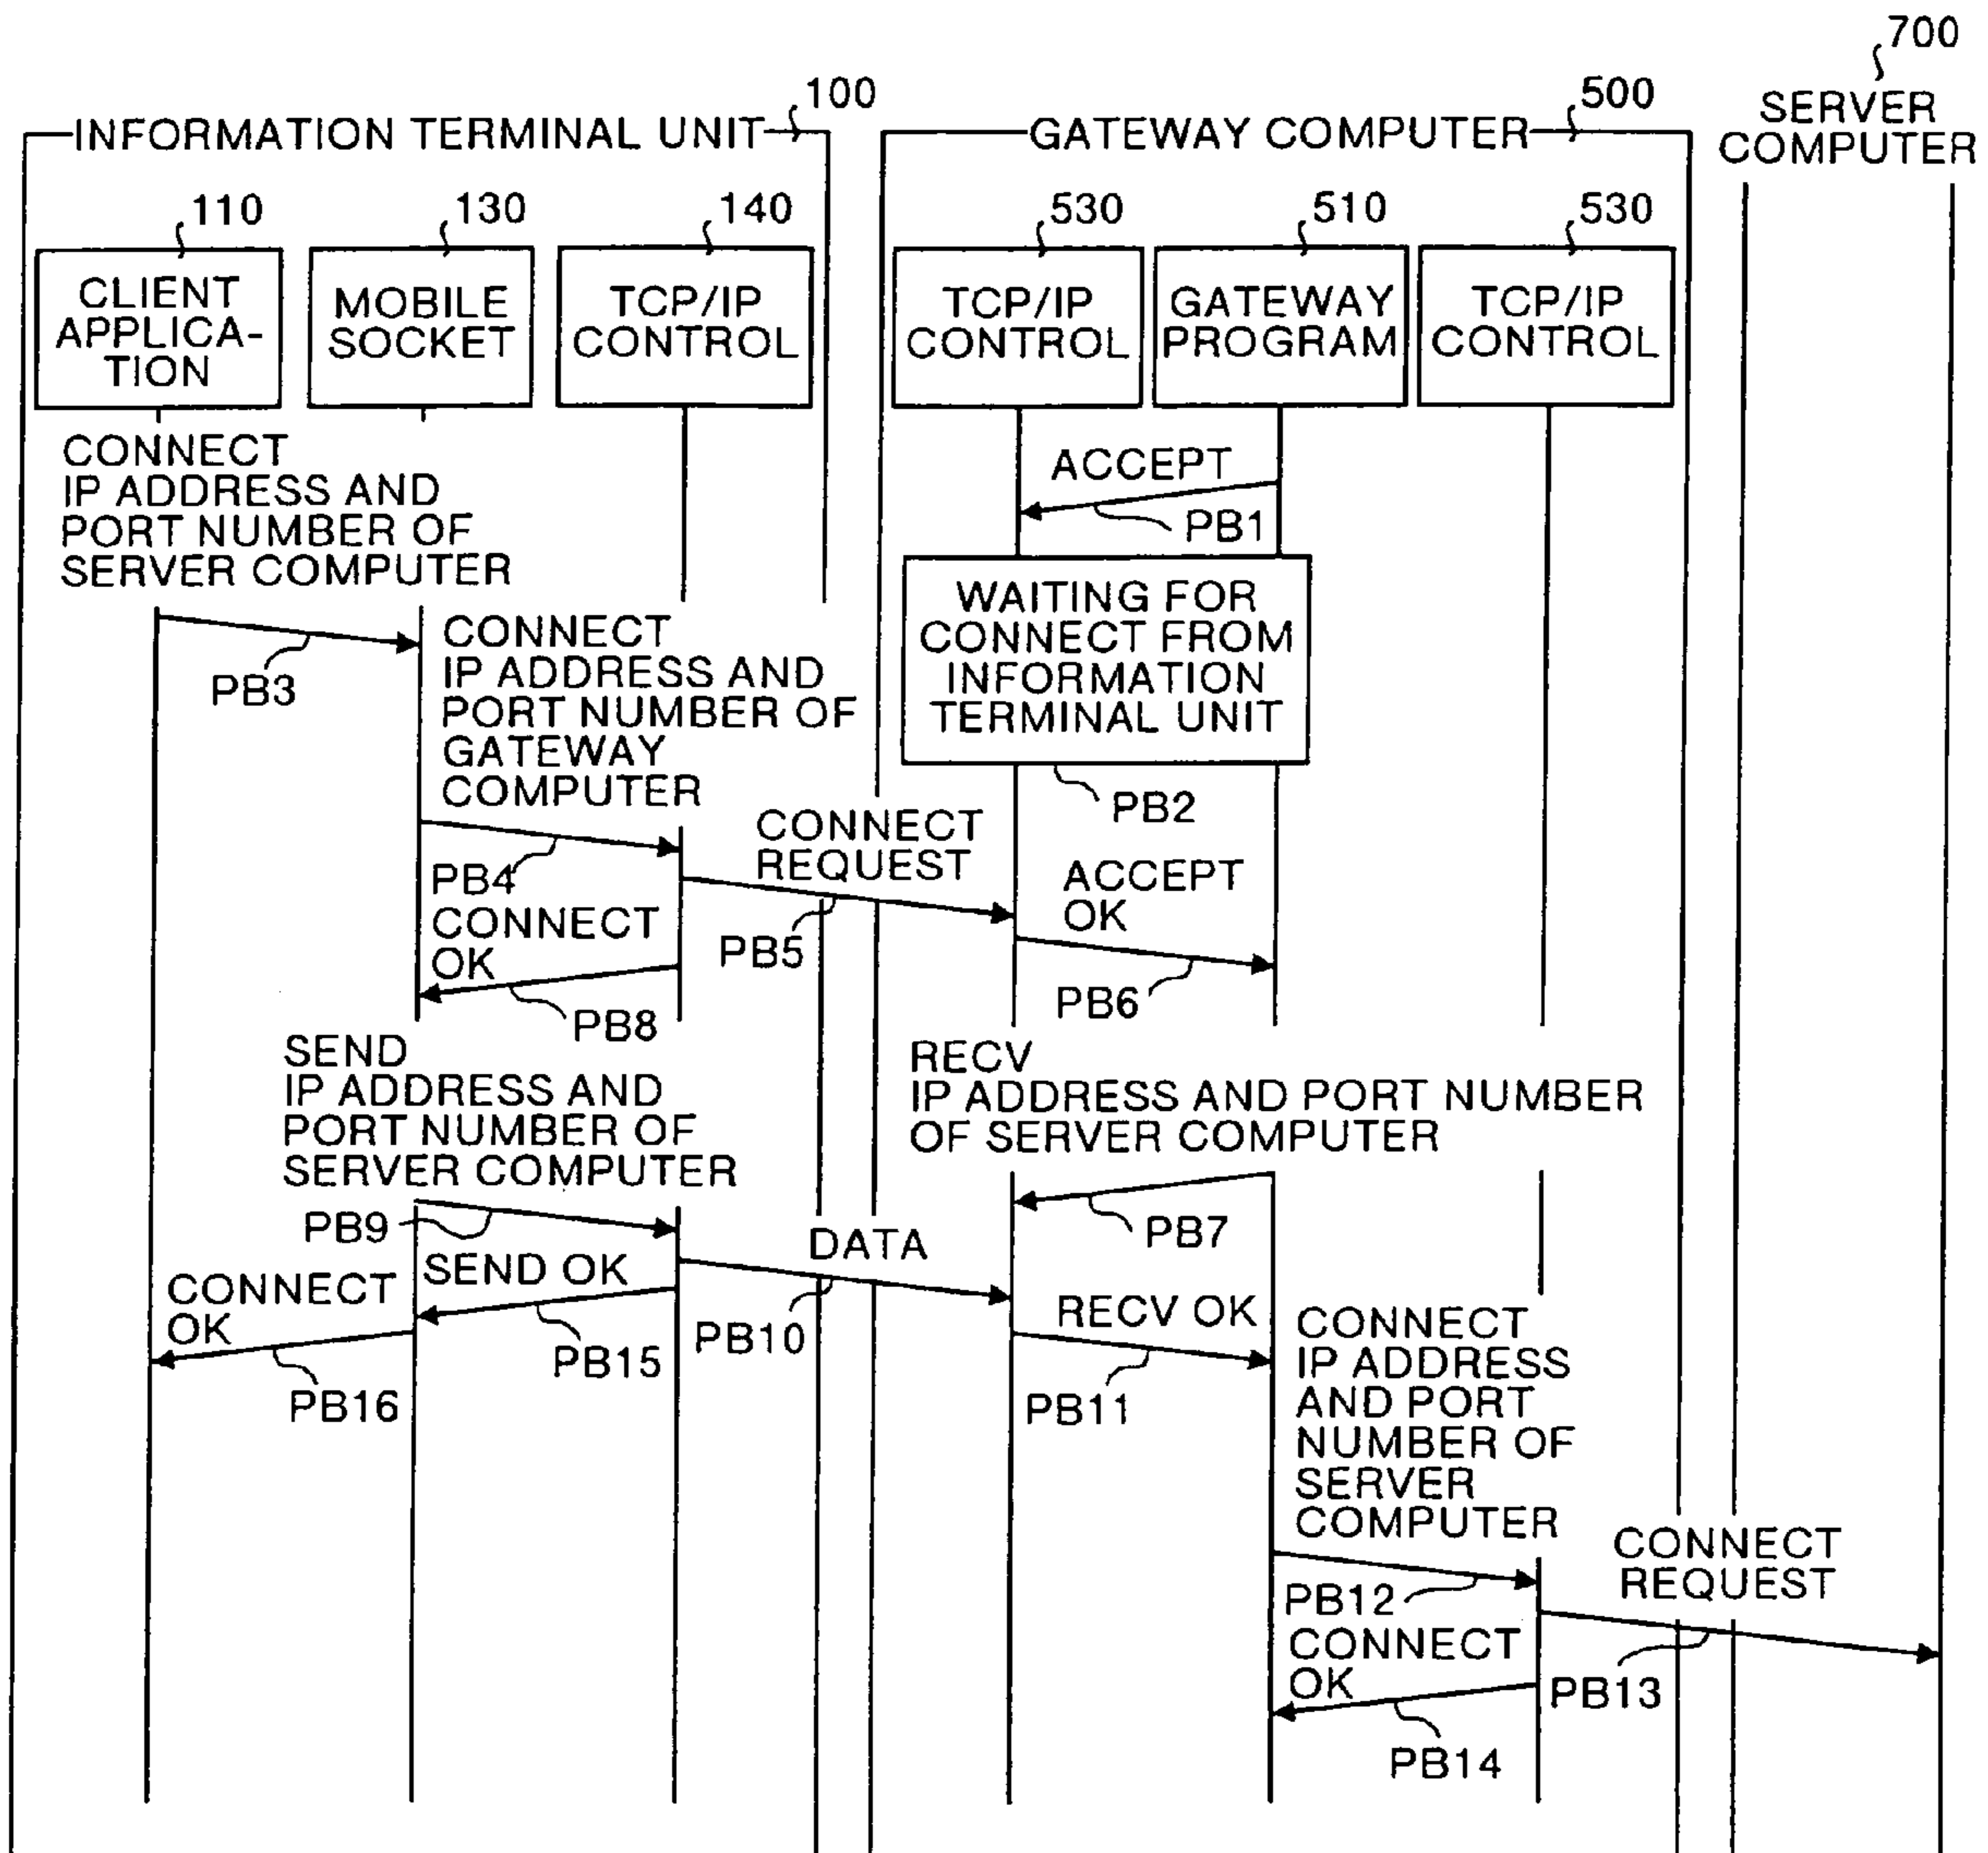 700
100
500
SERVER
COMPUTER
INFORMATION TERMINAL UNIT
GATEWAY COMPUTER
110
130
140
530
510
530
CLIENT
APPLICA-
TION
MOBILE
SOCKET
TCP/IP
CONTROL
TCP/IP
CONTROL
GATEWAY
PROGRAM
TCP/IP
CONTROL
CONNECT
IP ADDRESS AND
PORT NUMBER OF
SERVER COMPUTER
ACCEPT
PB1
WAITING FOR
CONNECT FROM
INFORMATION
TERMINAL UNIT
PB2
PB3
CONNECT
IP ADDRESS AND
PORT NUMBER OF
GATEWAY
COMPUTER
PB4
CONNECT
REQUEST
PB5
ACCEPT
OK
PB6
CONNECT
OK
PB8
SEND
IP ADDRESS AND
PORT NUMBER OF
SERVER COMPUTER
RECV
IP ADDRESS AND PORT NUMBER
OF SERVER COMPUTER
PB9
PB7
DATA
SEND OK
CONNECT
OK
PB10
PB15
PB16
RECV OK
PB11
CONNECT
IP ADDRESS
AND PORT
NUMBER OF
SERVER
COMPUTER
PB12
CONNECT
REQUEST
CONNECT
OK
PB13
PB14